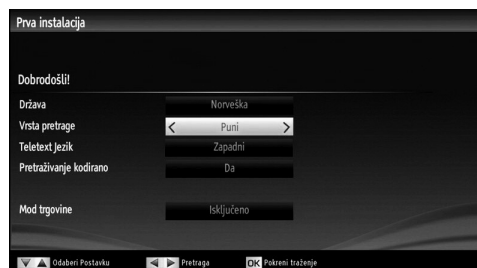 Prva instalacija
Dobrodošli!
Država Norveška
Vrsta pretrage Puni
Teletext Jezik Zapadni
Pretraživanje kodirano Da
Mod trgovine Isključeno
Odaberi Postavku Pretraga OK Pokreni traženje